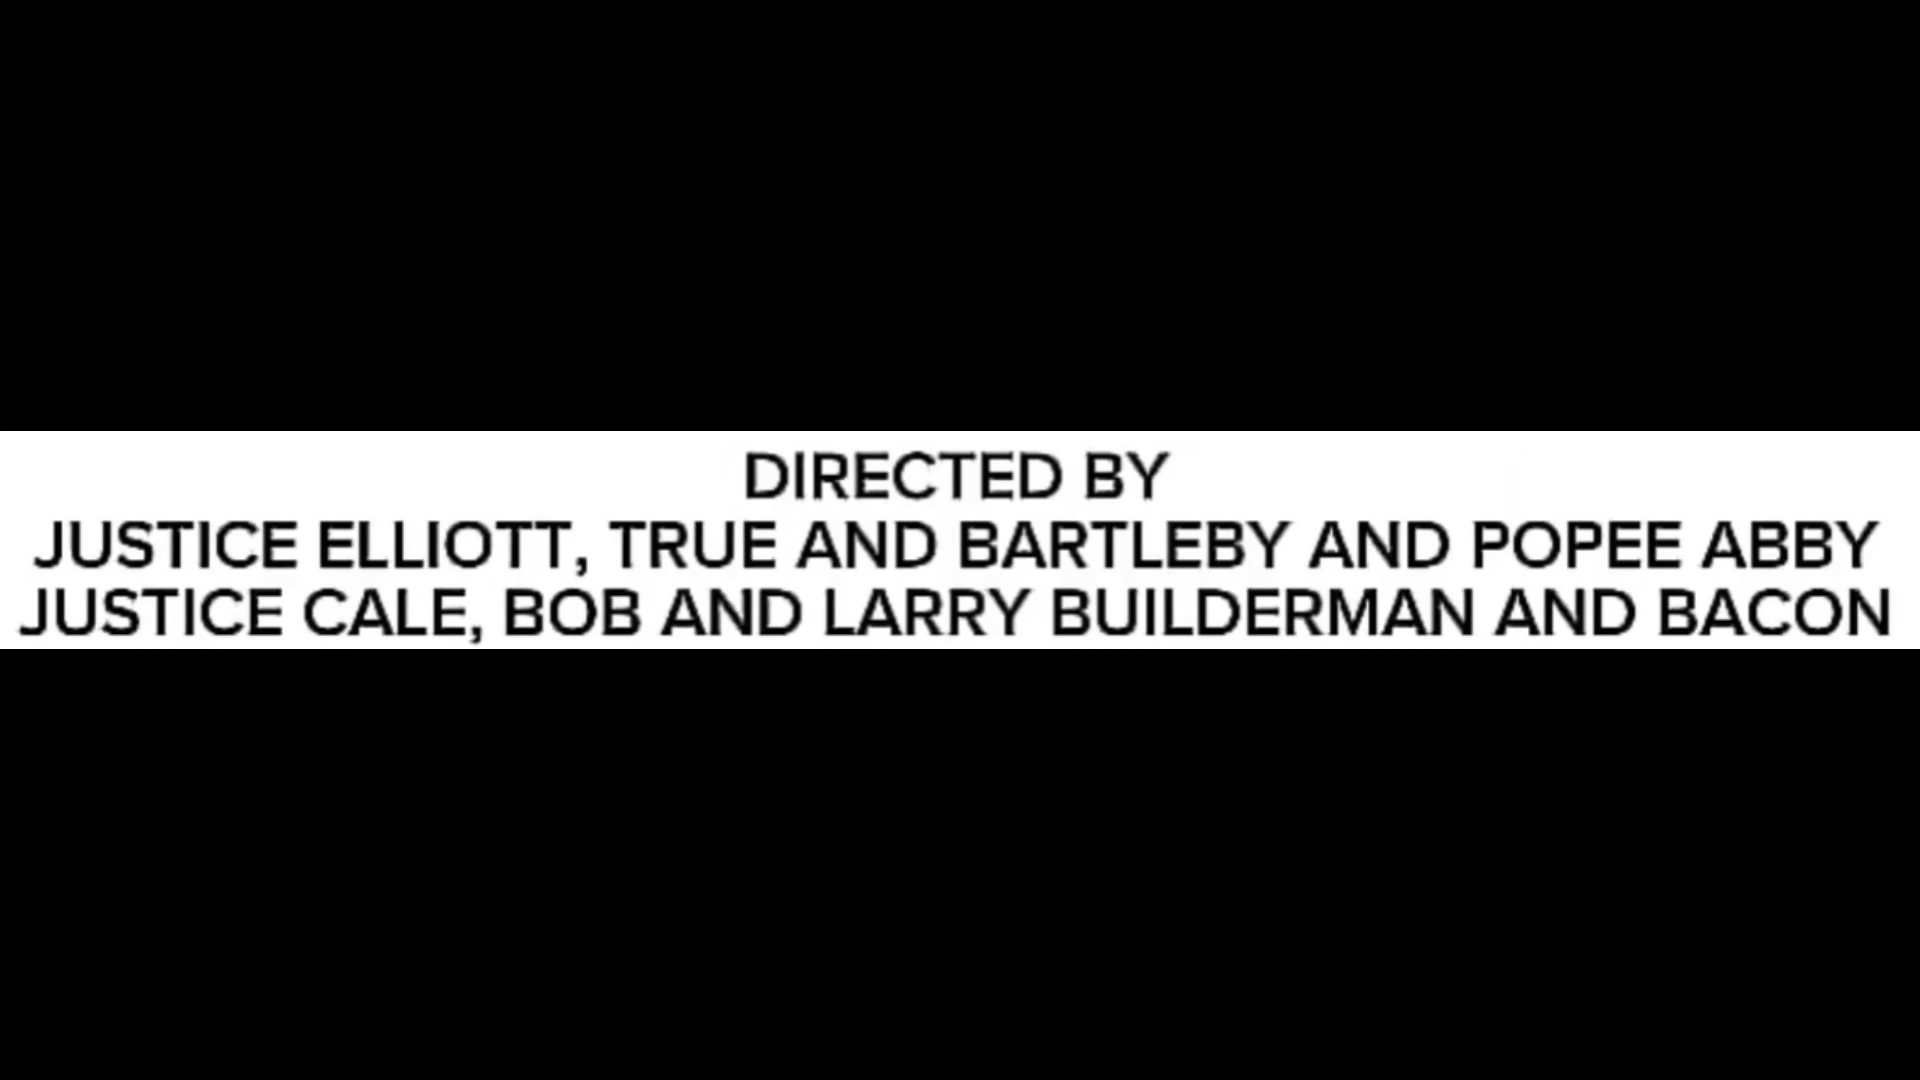 DIRECTED BY
JUSTICE ELLIOTT, TRUE AND BARTLEBY AND POPEE ABBY
JUSTICE CALE, BOB AND LARRY BUILDERMAN AND BACON